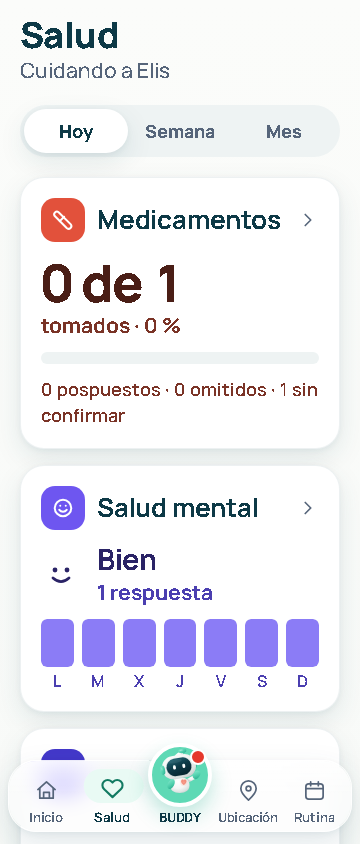 Salud
Cuidando a Elis
Hoy Semana Mes
Medicamentos
0 de 1
tomados · 0 %
0 pospuestos · 0 omitidos · 1 sin
confirmar
Salud mental
Bien
1 respuesta
L M X J V S D
Inicio Salud BUDDY Ubicación Rutina